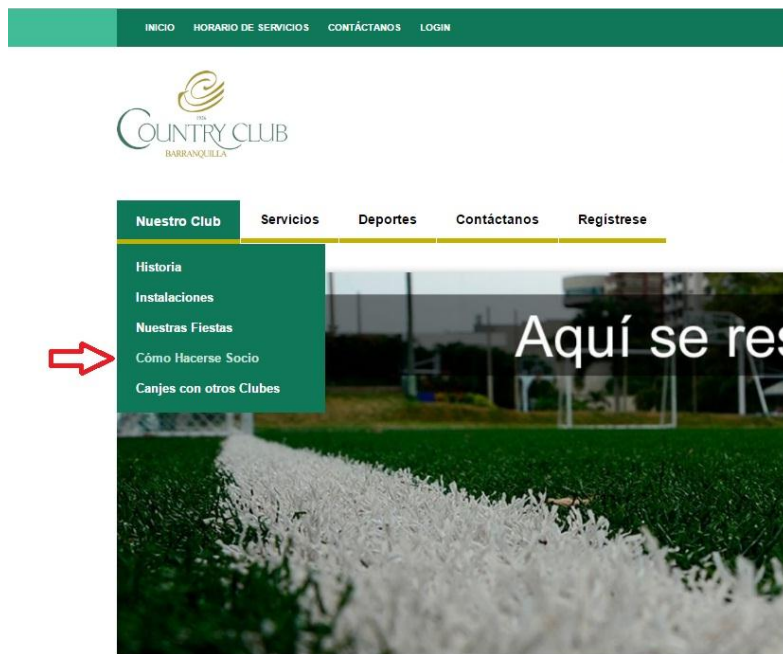 INICIO HORARIO DE SERVICIOS CONTÁCTANOS LOGIN
1926
COUNTRY CLUB
BARRANQUILLA
Nuestro Club Servicios Deportes Contáctanos Regístrese
Historia
Instalaciones
Nuestras Fiestas
Cómo Hacerse Socio
Canjes con otros Clubes
Aquí se res